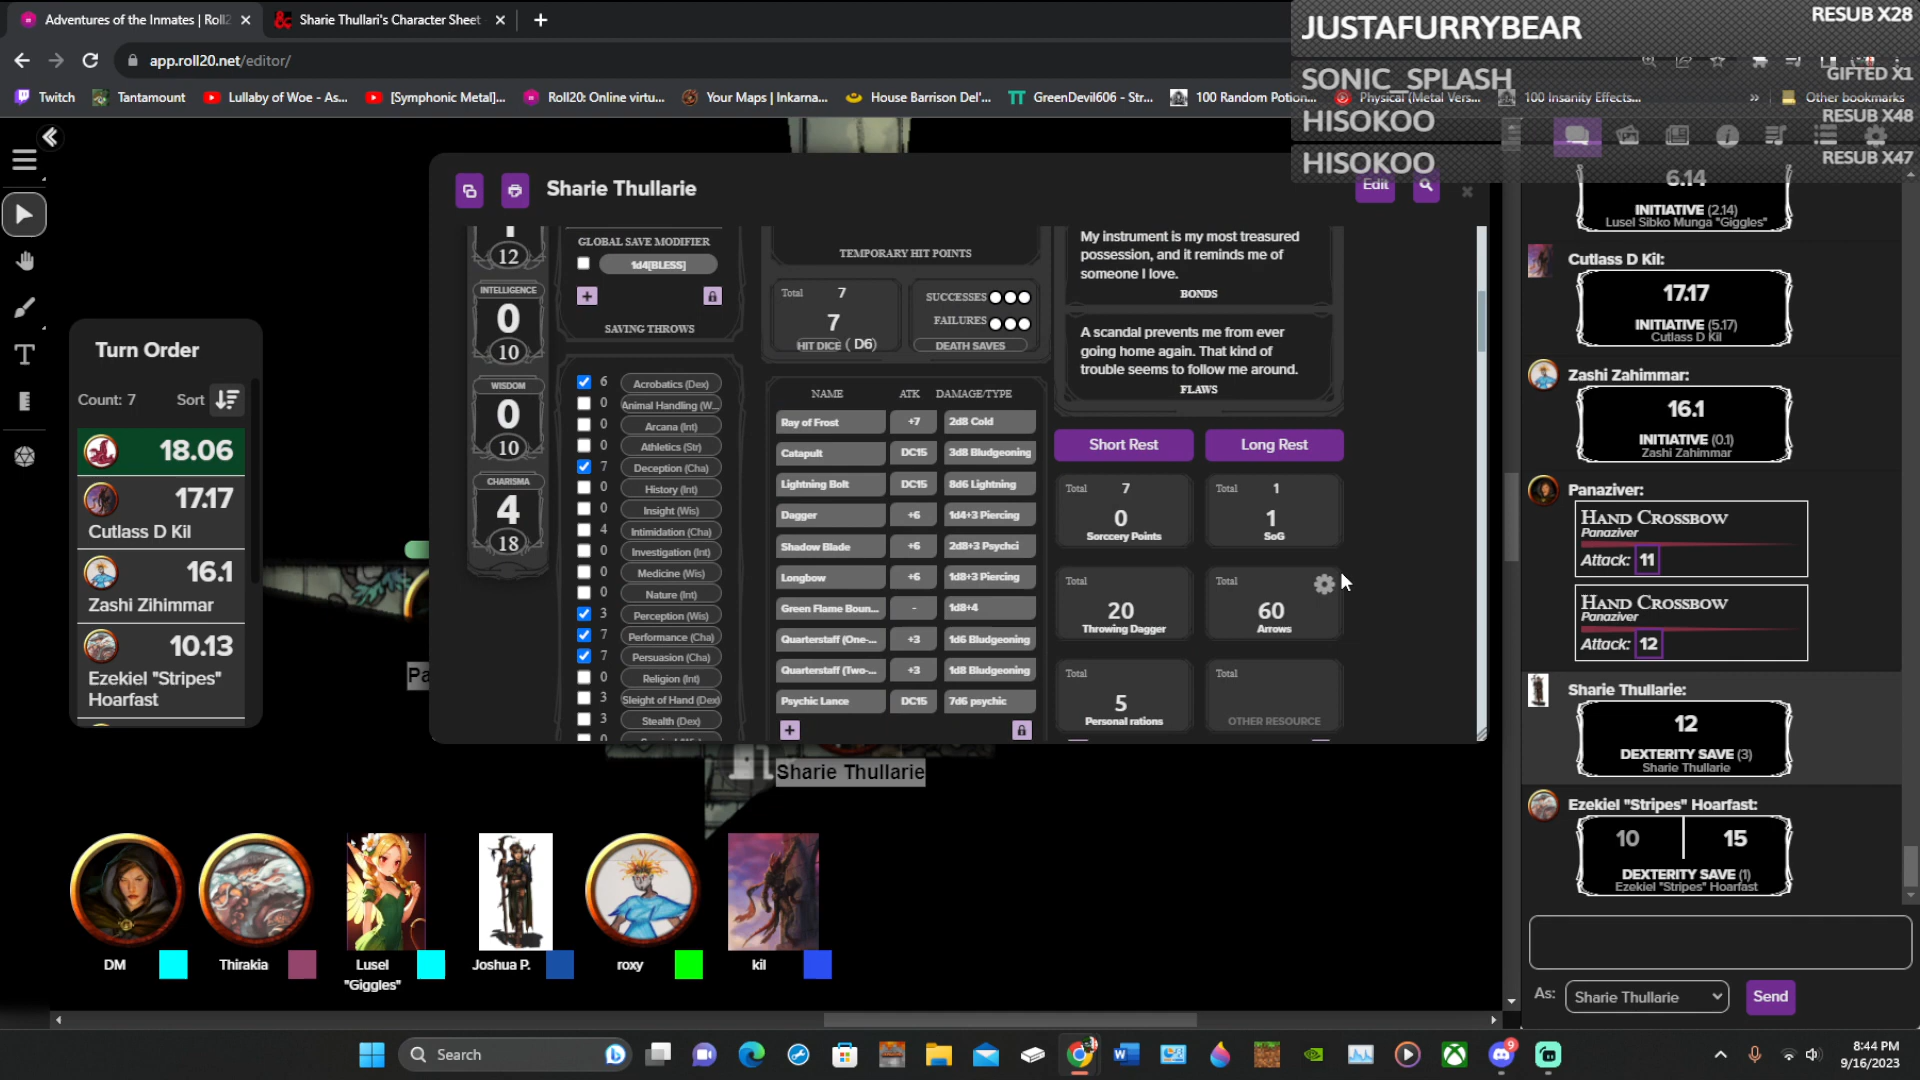 Adventures of the Inmates | Roll2
Sharie Thullari's Character Sheet
JUSTAFURRYBEAR
RESUB X28
app.roll20.net/editor/
SONIC_SPLASH
GIFTED X1
Twitch
Tantamount
Lullaby of Woe - As...
[Symphonic Metal]...
Roll20: Online virtu...
Your Maps | Inkarna...
House Barrison Del'...
GreenDevil606 - Str...
100 Random Potion...
Physical (Metal Vers...
100 Insanity Effects...
Other bookmarks
HISOKOO
RESUB X48
HISOKOO
RESUB X47
Turn Order
Count: 7
Sort
18.06
17.17
Cutlass D Kil
16.1
Zashi Zihimmar
10.13
Ezekiel "Stripes"
Hoarfast
Sharie Thullarie
Edit
12
INTELLIGENCE
0
10
WISDOM
0
10
CHARISMA
4
18
GLOBAL SAVE MODIFIER
1d4[BLESS]
SAVING THROWS
6 Acrobatics (Dex)
0 Animal Handling (W...
0 Arcana (Int)
0 Athletics (Str)
7 Deception (Cha)
0 History (Int)
0 Insight (Wis)
4 Intimidation (Cha)
0 Investigation (Int)
0 Medicine (Wis)
0 Nature (Int)
3 Perception (Wis)
7 Performance (Cha)
7 Persuasion (Cha)
0 Religion (Int)
3 Sleight of Hand (Dex)
3 Stealth (Dex)
0
TEMPORARY HIT POINTS
Total 7
7
HIT DICE ( D6)
SUCCESSES
FAILURES
DEATH SAVES
NAME ATK DAMAGE/TYPE
Ray of Frost +7 2d8 Cold
Catapult DC15 3d8 Bludgeoning
Lightning Bolt DC15 8d6 Lightning
Dagger +6 1d4+3 Piercing
Shadow Blade +6 2d8+3 Psychci
Longbow +6 1d8+3 Piercing
Green Flame Boun... - 1d8+4
Quarterstaff (One-... +3 1d6 Bludgeoning
Quarterstaff (Two-... +3 1d8 Bludgeoning
Psychic Lance DC15 7d6 psychic
My instrument is my most treasured
possession, and it reminds me of
someone I love.
BONDS
A scandal prevents me from ever
going home again. That kind of
trouble seems to follow me around.
FLAWS
Short Rest
Long Rest
Total 7
0
Sorccery Points
Total 1
1
SoG
Total
20
Throwing Dagger
Total
60
Arrows
Total
5
Personal rations
Total
OTHER RESOURCE
Pa
Sharie Thullarie
DM
Thirakia
Lusel
"Giggles"
Joshua P.
roxy
kil
6.14
INITIATIVE (2.14)
Lusel Sibko Munga "Giggles"
Cutlass D Kil:
17.17
INITIATIVE (5.17)
Cutlass D Kil
Zashi Zahimmar:
16.1
INITIATIVE (0.1)
Zashi Zahimmar
Panaziver:
HAND CROSSBOW
Panaziver
Attack: 11
HAND CROSSBOW
Panaziver
Attack: 12
Sharie Thullarie:
12
DEXTERITY SAVE (3)
Sharie Thullarie
Ezekiel "Stripes" Hoarfast:
10 15
DEXTERITY SAVE (1)
Ezekiel "Stripes" Hoarfast
As:
Sharie Thullarie
Send
Search
9
8:44 PM
9/16/2023